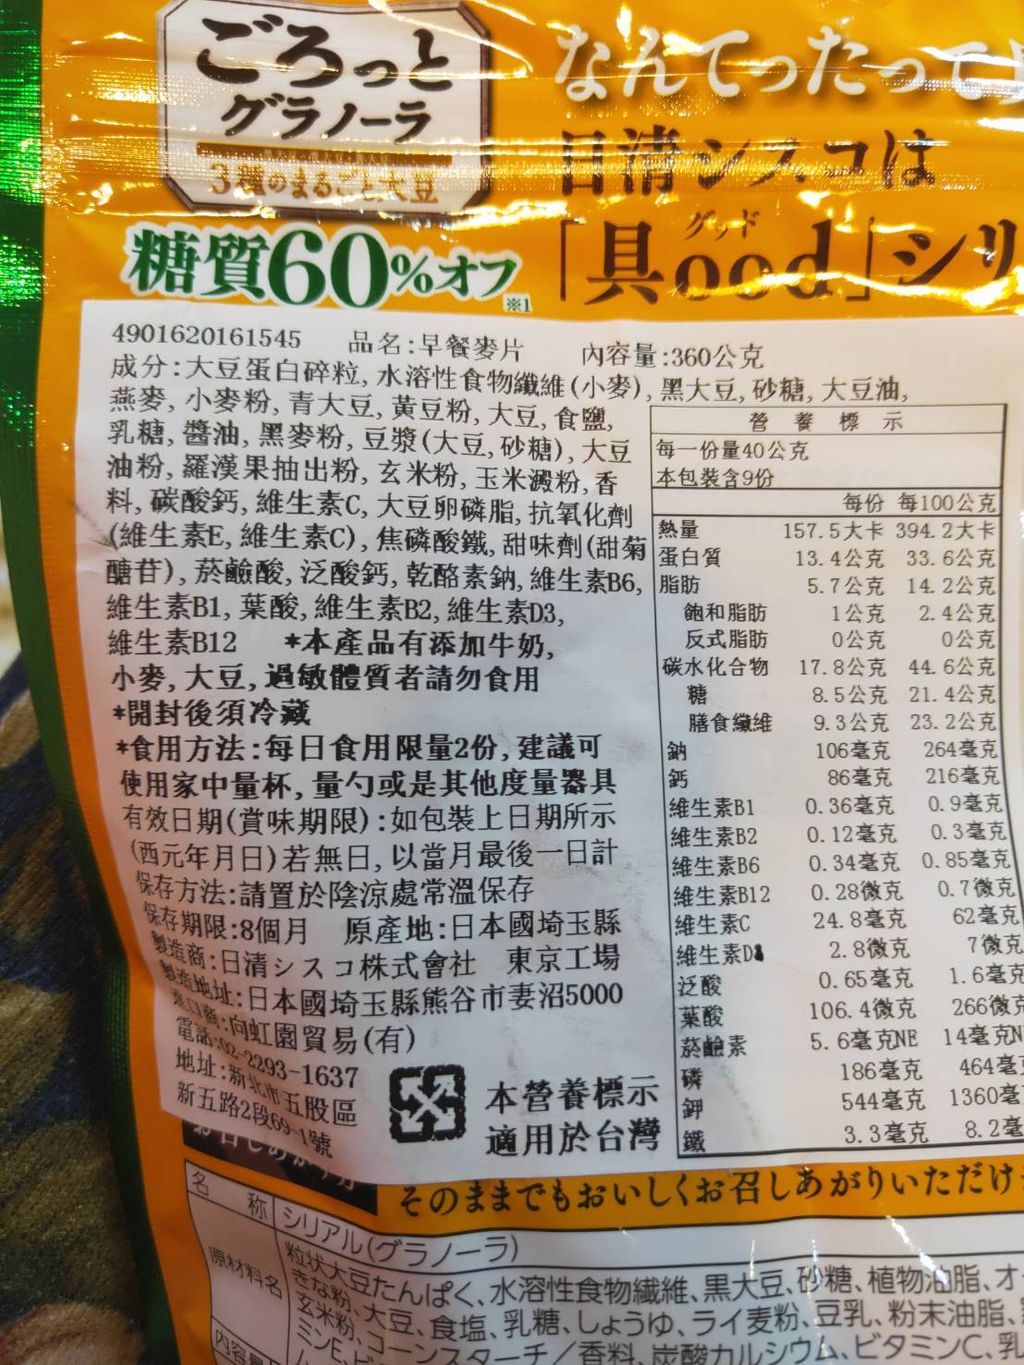 ごろっと
グラノーラ
3種のまるごと大豆
なんてったって
日清シスコは
グッド
「具ood」シリ
糖質60%オフ
※1
4901620161545 品名:早餐麥片 內容量:360公克
成分:大豆蛋白碎粒, 水溶性食物纖維(小麥), 黑大豆, 砂糖, 大豆油,
燕麥, 小麥粉, 青大豆, 黃豆粉, 大豆, 食鹽,
乳糖, 醬油, 黑麥粉, 豆漿(大豆, 砂糖), 大豆
油粉, 羅漢果抽出粉, 玄米粉, 玉米澱粉, 香
料, 碳酸鈣, 維生素C, 大豆卵磷脂, 抗氧化劑
(維生素E, 維生素C), 焦磷酸鐵, 甜味劑(甜菊
醣苷), 菸鹼酸, 泛酸鈣, 乾酪素鈉, 維生素B6,
維生素B1, 葉酸, 維生素B2, 維生素D3,
維生素B12 *本產品有添加牛奶,
小麥, 大豆, 過敏體質者請勿食用
*開封後須冷藏
*食用方法:每日食用限量2份, 建議可
使用家中量杯, 量勺或是其他度量器具
有效日期(賞味期限):如包裝上日期所示
(西元年月日)若無日, 以當月最後一日計
保存方法:請置於陰涼處常溫保存
保存期限:8個月 原產地:日本國埼玉縣
製造商:日清シスコ株式會社 東京工場
製造地址:日本國埼玉縣熊谷市妻沼5000
進口商:向虹園貿易(有)
電話:02-2293-1637
地址:新北市五股區
新五路2段69-1號
本營養標示
適用於台灣
營養標示
每一份量40公克
本包裝含9份
每份 每100公克
熱量 157.5大卡 394.2大卡
蛋白質 13.4公克 33.6公克
脂肪 5.7公克 14.2公克
飽和脂肪 1公克 2.4公克
反式脂肪 0公克 0公克
碳水化合物 17.8公克 44.6公克
糖 8.5公克 21.4公克
膳食纖維 9.3公克 23.2公克
鈉 106毫克 264毫克
鈣 86毫克 216毫克
維生素B1 0.36毫克 0.9毫克
維生素B2 0.12毫克 0.3毫克
維生素B6 0.34毫克 0.85毫克
維生素B12 0.28微克 0.7微克
維生素C 24.8毫克 62毫克
維生素D 2.8微克 7微克
泛酸 0.65毫克 1.6毫克
葉酸 106.4微克 266微克
菸鹼素 5.6毫克NE 14毫克N
磷 186毫克 464毫
鉀 544毫克 1360毫
鐵 3.3毫克 8.2毫
そのままでもおいしくお召しあがりいただけ
名称 シリアル(グラノーラ)
原材料名 粒状大豆たんぱく、水溶性食物繊維、黒大豆、砂糖、植物油脂、オ
きな粉、大豆、食塩、乳糖、しょうゆ、ライ麦粉、豆乳、粉末油脂、
玄米粉、コーンスターチ/香料、炭酸カルシウム、ビタミンC、乳
ミンE、ビ
内容量